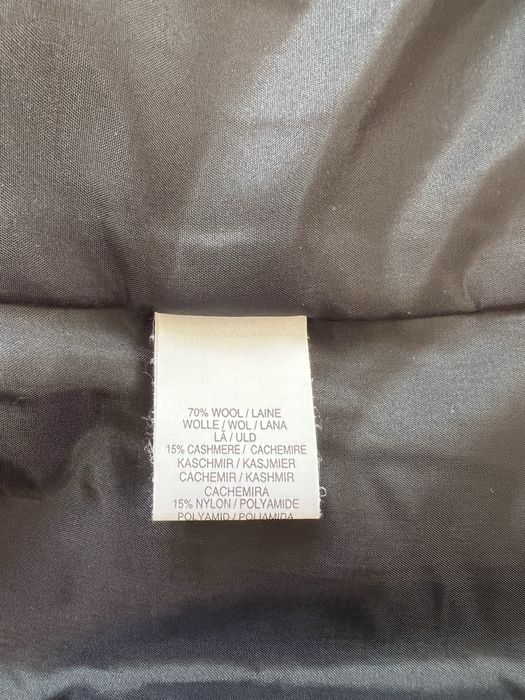 70% WOOL / LAINE
WOLLE / WOL / LANA
LÃ / ULD
15% CASHMERE / CACHEMIRE
KASCHMIR / KASJMIER
CACHEMIR / KASHMIR
CACHEMIRA
15% NYLON / POLYAMIDE
POLYAMID / POLIAMIDA